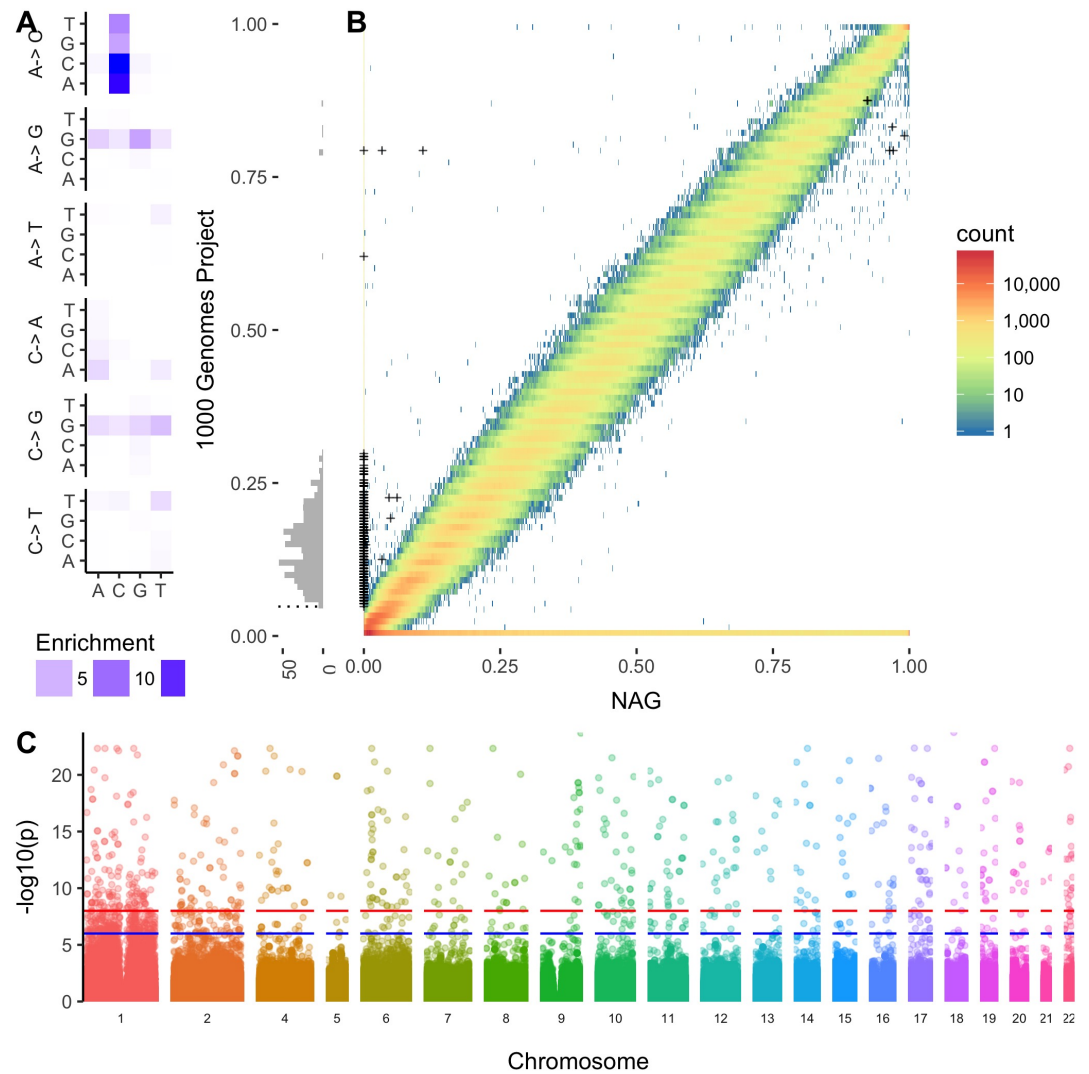 A
A-> C
T
G
C
A
A-> G
T
G
C
A
A-> T
T
G
C
A
C-> A
T
G
C
A
C-> G
T
G
C
A
C-> T
T
G
C
A
A C G T
Enrichment
5 10
B
1000 Genomes Project
1.00
0.75
0.50
0.25
0.00
50 0
0.00 0.25 0.50 0.75 1.00
NAG
count
10,000
1,000
100
10
1
C
-log10(p)
20
15
10
5
0
1 2 4 5 6 7 8 9 10 11 12 13 14 15 16 17 18 19 20 21 22
Chromosome